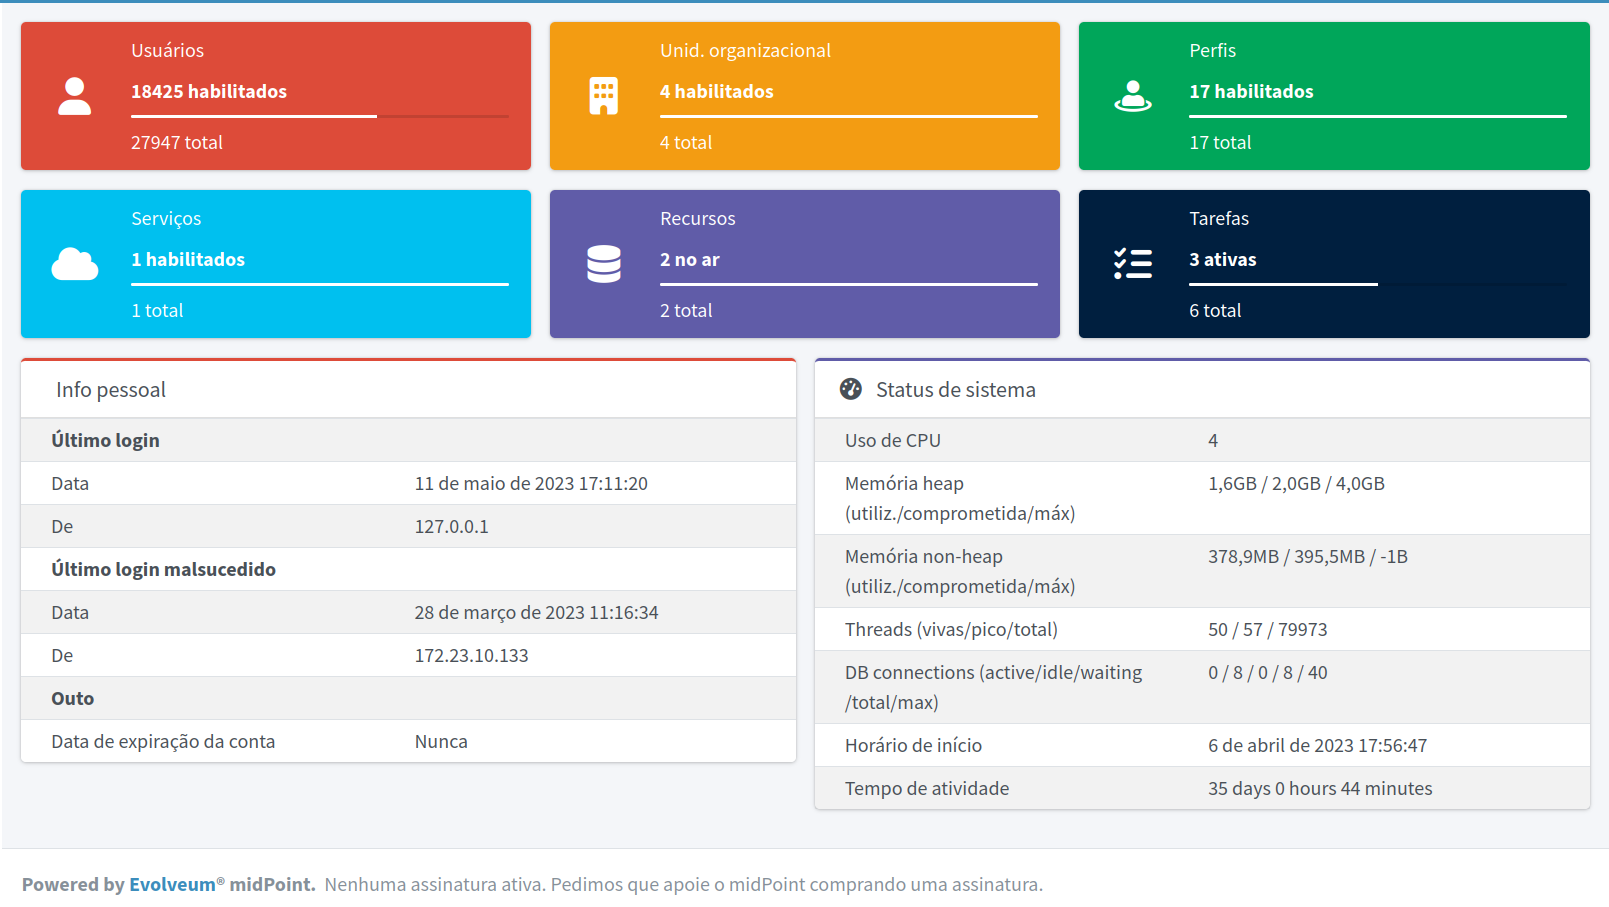 Usuários
18425 habilitados
27947 total
Unid. organizacional
4 habilitados
4 total
Perfis
17 habilitados
17 total
Serviços
1 habilitados
1 total
Recursos
2 no ar
2 total
Tarefas
3 ativas
6 total
Info pessoal
Último login
Data 11 de maio de 2023 17:11:20
De 127.0.0.1
Último login malsucedido
Data 28 de março de 2023 11:16:34
De 172.23.10.133
Outo
Data de expiração da conta Nunca
Status de sistema
Uso de CPU 4
Memória heap 1,6GB / 2,0GB / 4,0GB
(utiliz./comprometida/máx)
Memória non-heap 378,9MB / 395,5MB / -1B
(utiliz./comprometida/máx)
Threads (vivas/pico/total) 50 / 57 / 79973
DB connections (active/idle/waiting 0 / 8 / 0 / 8 / 40
/total/max)
Horário de início 6 de abril de 2023 17:56:47
Tempo de atividade 35 days 0 hours 44 minutes
Powered by Evolveum® midPoint. Nenhuma assinatura ativa. Pedimos que apoie o midPoint comprando uma assinatura.